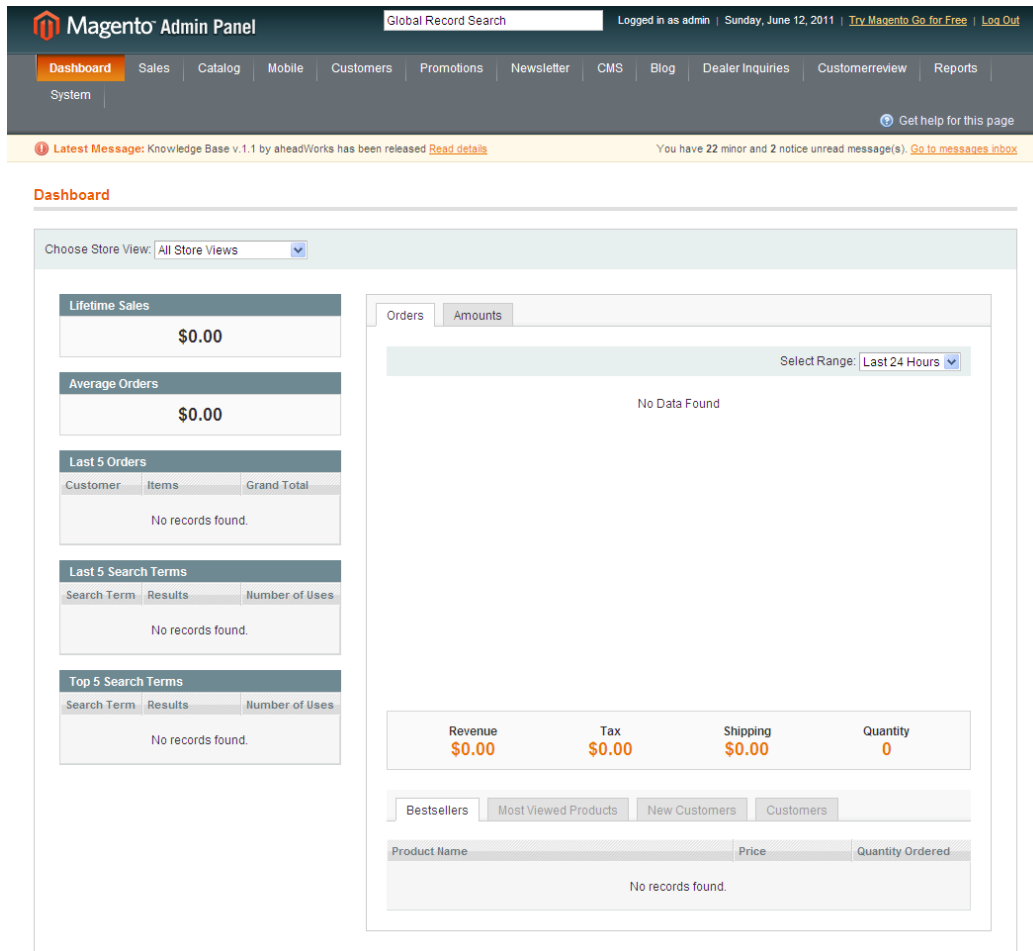 Magento Admin Panel
Global Record Search
Logged in as admin | Sunday, June 12, 2011 | Try Magento Go for Free | Log Out
Dashboard Sales Catalog Mobile Customers Promotions Newsletter CMS Blog Dealer Inquiries Customerreview Reports
System
Get help for this page
Latest Message: Knowledge Base v.1.1 by aheadWorks has been released Read details
You have 22 minor and 2 notice unread message(s). Go to messages inbox
Dashboard
Choose Store View: All Store Views
Lifetime Sales
$0.00
Average Orders
$0.00
Last 5 Orders
Customer Items Grand Total
No records found.
Last 5 Search Terms
Search Term Results Number of Uses
No records found.
Top 5 Search Terms
Search Term Results Number of Uses
No records found.
Orders Amounts
Select Range: Last 24 Hours
No Data Found
Revenue Tax Shipping Quantity
$0.00 $0.00 $0.00 0
Bestsellers Most Viewed Products New Customers Customers
Product Name Price Quantity Ordered
No records found.